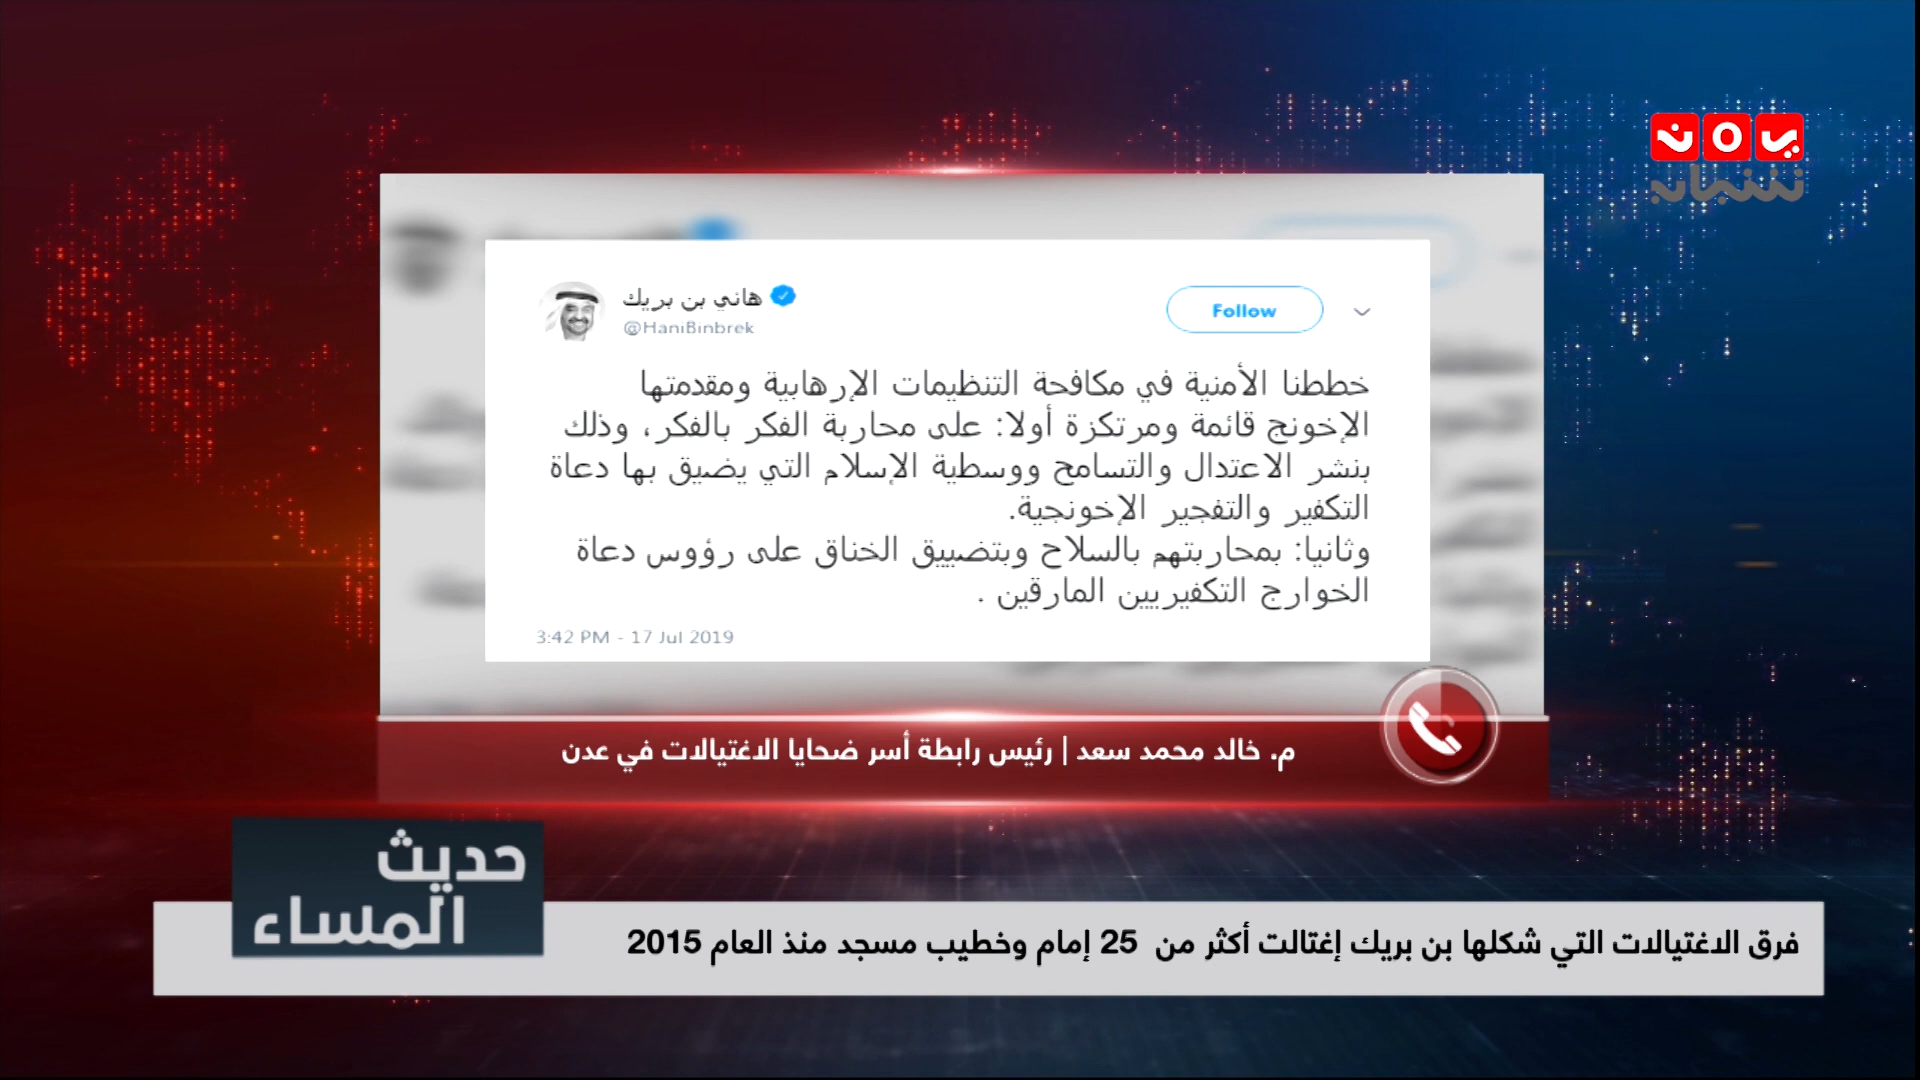 يمن
شباب
هاني بن بريك
@HaniBinbrek
Follow
خططنا الأمنية في مكافحة التنظيمات الإرهابية ومقدمتها
الإخونج قائمة ومرتكزة أولا: على محاربة الفكر بالفكر، وذلك
بنشر الاعتدال والتسامح ووسطية الإسلام التي يضيق بها دعاة
التكفير والتفجير الإخونجية.
وثانيا: بمحاربتهم بالسلاح وبتضييق الخناق على رؤوس دعاة
الخوارج التكفيريين المارقين .
3:42 PM - 17 Jul 2019
م. خالد محمد سعد | رئيس رابطة أسر ضحايا الاغتيالات في عدن
حديث
المساء
فرق الاغتيالات التي شكلها بن بريك إغتالت أكثر من 25 إمام وخطيب مسجد منذ العام 2015